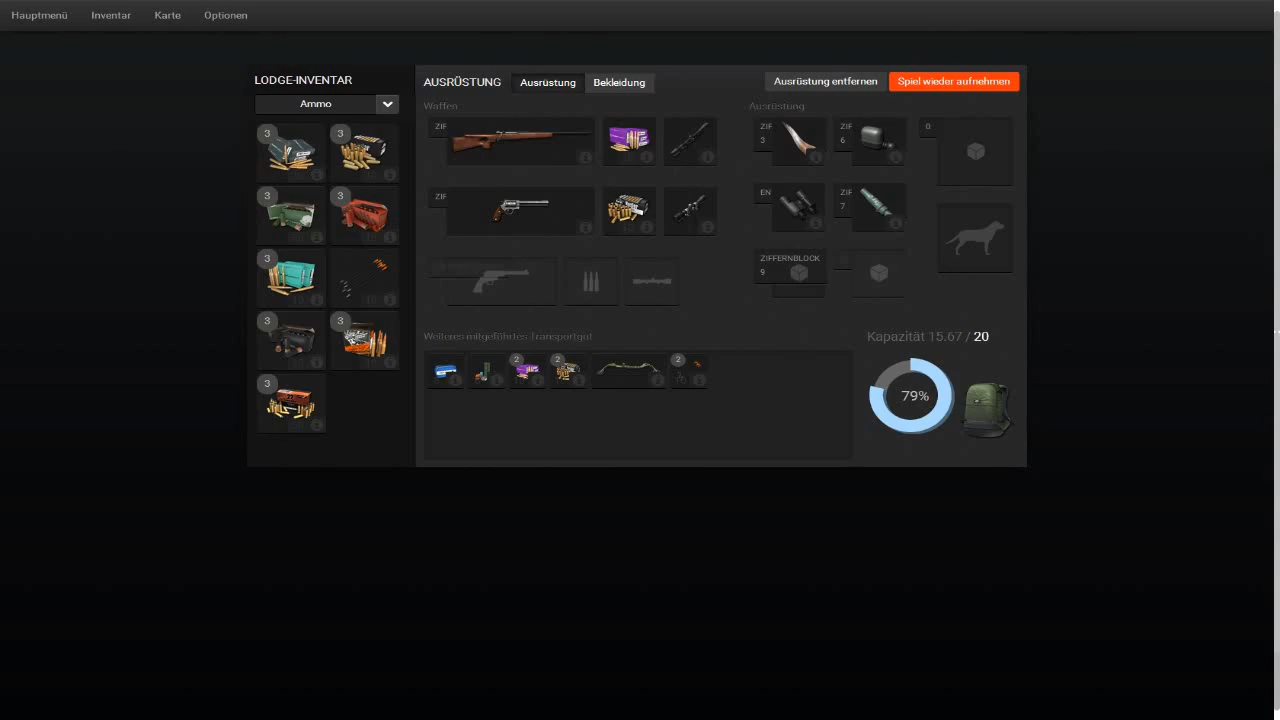 Hauptmenü Inventar Karte Optionen
LODGE-INVENTAR
Ammo
3 3
3 3
3
3 3
3
AUSRÜSTUNG Ausrüstung Bekleidung Ausrüstung entfernen Spiel wieder aufnehmen
Waffen Ausrüstung
ZIF
ZIF
ZIF
3
ZIF
6
0
EN
ZIF
7
ZIFFERNBLOCK
9
Weiteres mitgeführtes Transportgut
2 2 2
Kapazität 15.67 / 20
79%